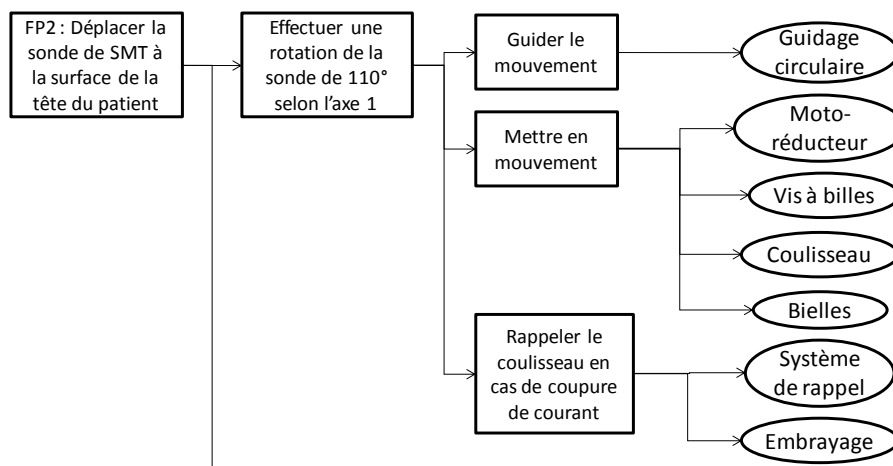 FP2 : Déplacer la
sonde de SMT à
la surface de la
tête du patient
Effectuer une
rotation de la
sonde de 110°
selon l’axe 1
Guider le
mouvement
Guidage
circulaire
Mettre en
mouvement
Moto-
réducteur
Vis à billes
Coulisseau
Bielles
Rappeler le
coulisseau en
cas de coupure
de courant
Système
de rappel
Embrayage